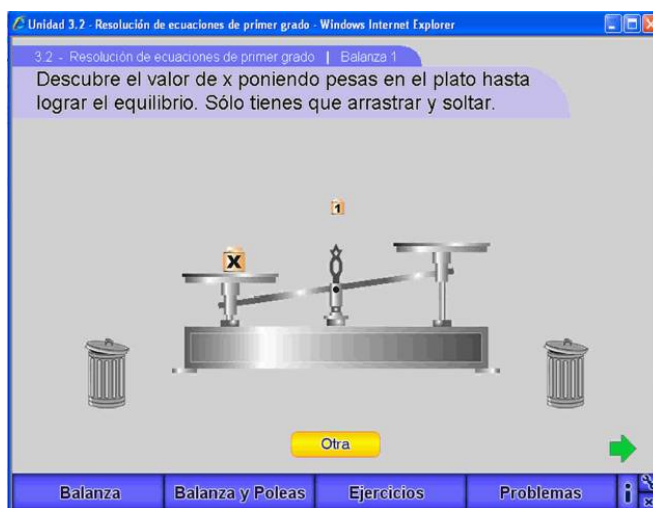 Unidad 3.2 - Resolución de ecuaciones de primer grado - Windows Internet Explorer
3.2 - Resolución de ecuaciones de primer grado | Balanza 1
Descubre el valor de x poniendo pesas en el plato hasta
lograr el equilibrio. Sólo tienes que arrastrar y soltar.
1
X
Otra
Balanza
Balanza y Poleas
Ejercicios
Problemas
i